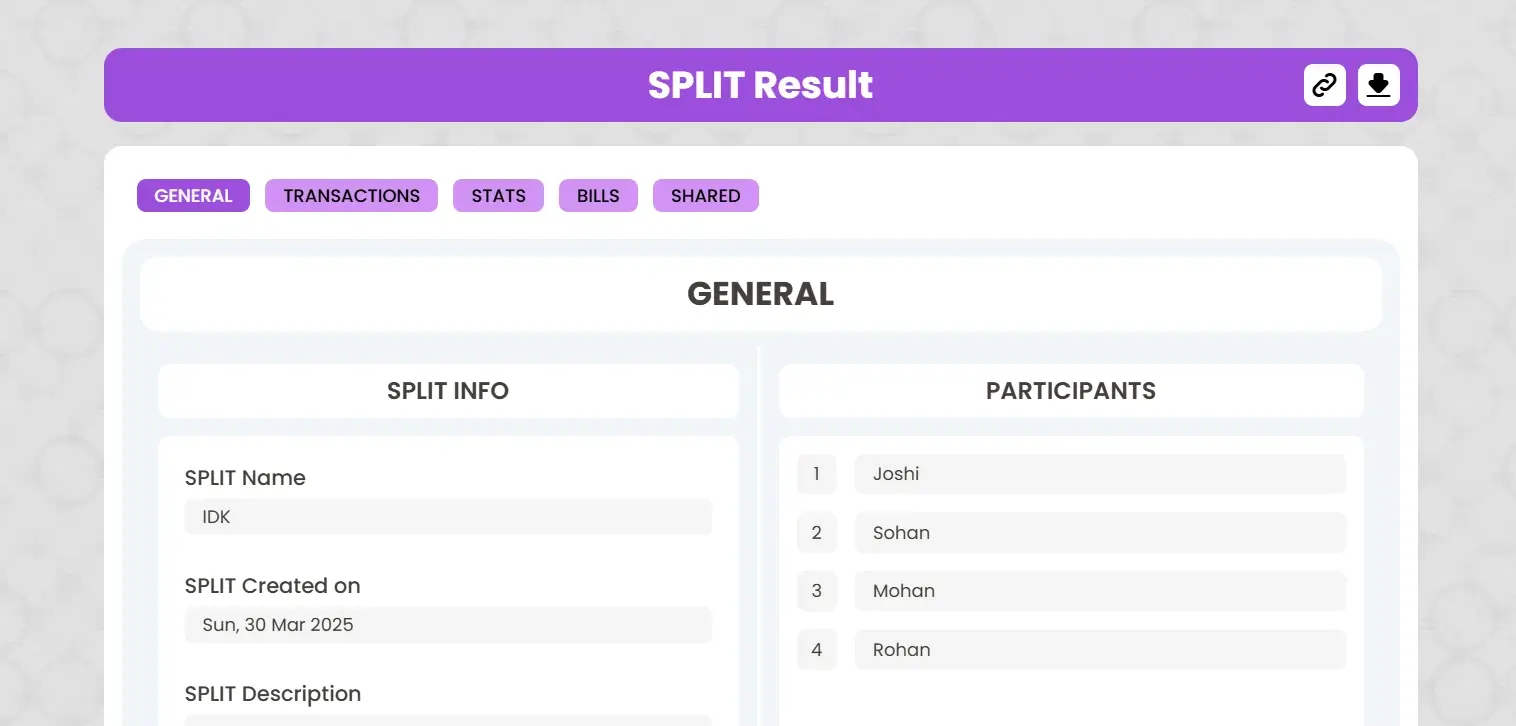 SPLIT Result
GENERAL TRANSACTIONS STATS BILLS SHARED
GENERAL
SPLIT INFO
SPLIT Name
IDK
SPLIT Created on
Sun, 30 Mar 2025
SPLIT Description
PARTICIPANTS
1 Joshi
2 Sohan
3 Mohan
4 Rohan